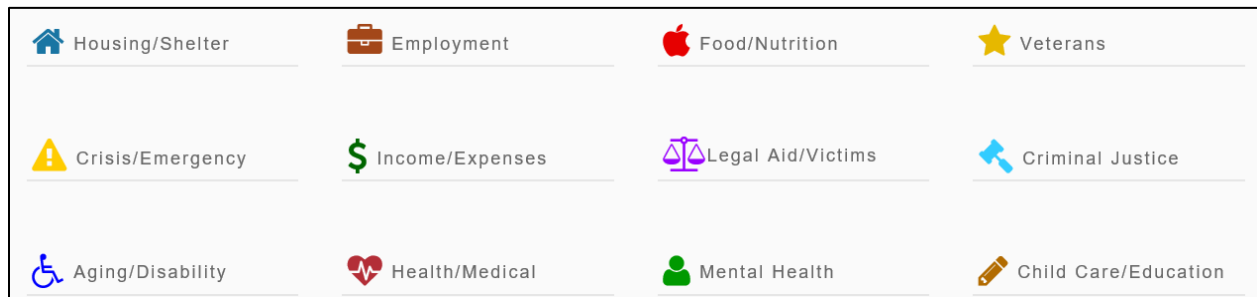 Housing/Shelter
Employment
Food/Nutrition
Veterans
Crisis/Emergency
Income/Expenses
Legal Aid/Victims
Criminal Justice
Aging/Disability
Health/Medical
Mental Health
Child Care/Education